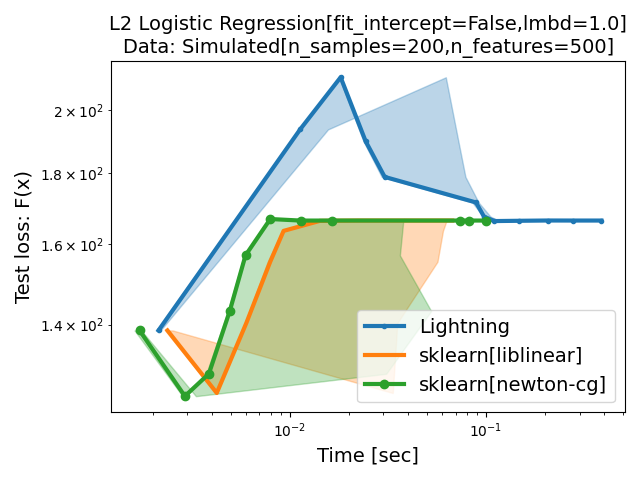 L2 Logistic Regression[fit_intercept=False,lmbd=1.0]
Data: Simulated[n_samples=200,n_features=500]
Test loss: F(x)
2 × 10²
1.8 × 10²
1.6 × 10²
1.4 × 10²
Lightning
sklearn[liblinear]
sklearn[newton-cg]
10⁻² 10⁻¹
Time [sec]